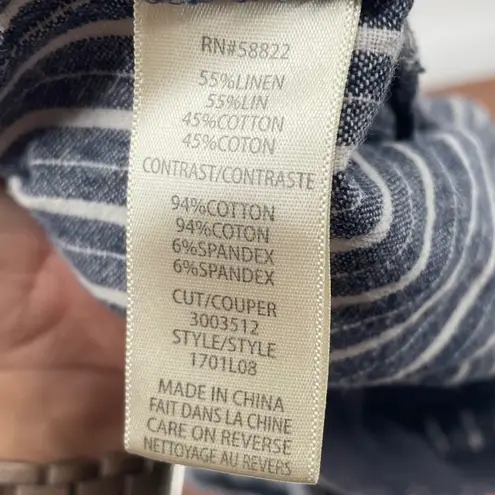 RN#58822
55%LINEN
55%LIN
45%COTTON
45%COTON
CONTRAST/CONTRASTE
94%COTTON
94%COTON
6%SPANDEX
6%SPANDEX
CUT/COUPER
3003512
STYLE/STYLE
1701L08
MADE IN CHINA
FAIT DANS LA CHINE
CARE ON REVERSE
NETTOYAGE AU REVERS